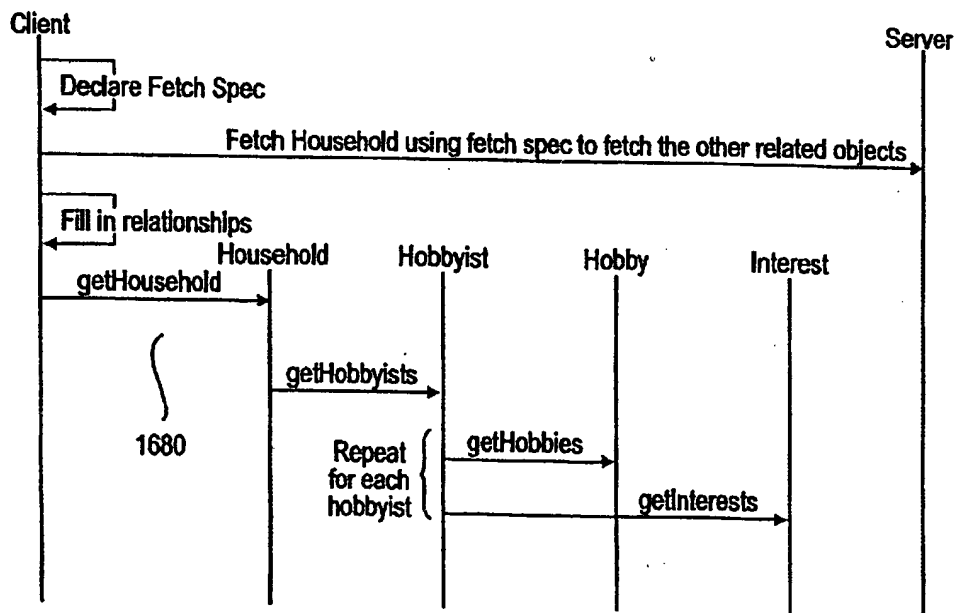 Client
Server
Declare Fetch Spec
Fetch Household using fetch spec to fetch the other related objects
Fill in relationships
Household
Hobbyist
Hobby
Interest
getHousehold
getHobbyists
1680
Repeat
for each
hobbyist
getHobbies
getInterests